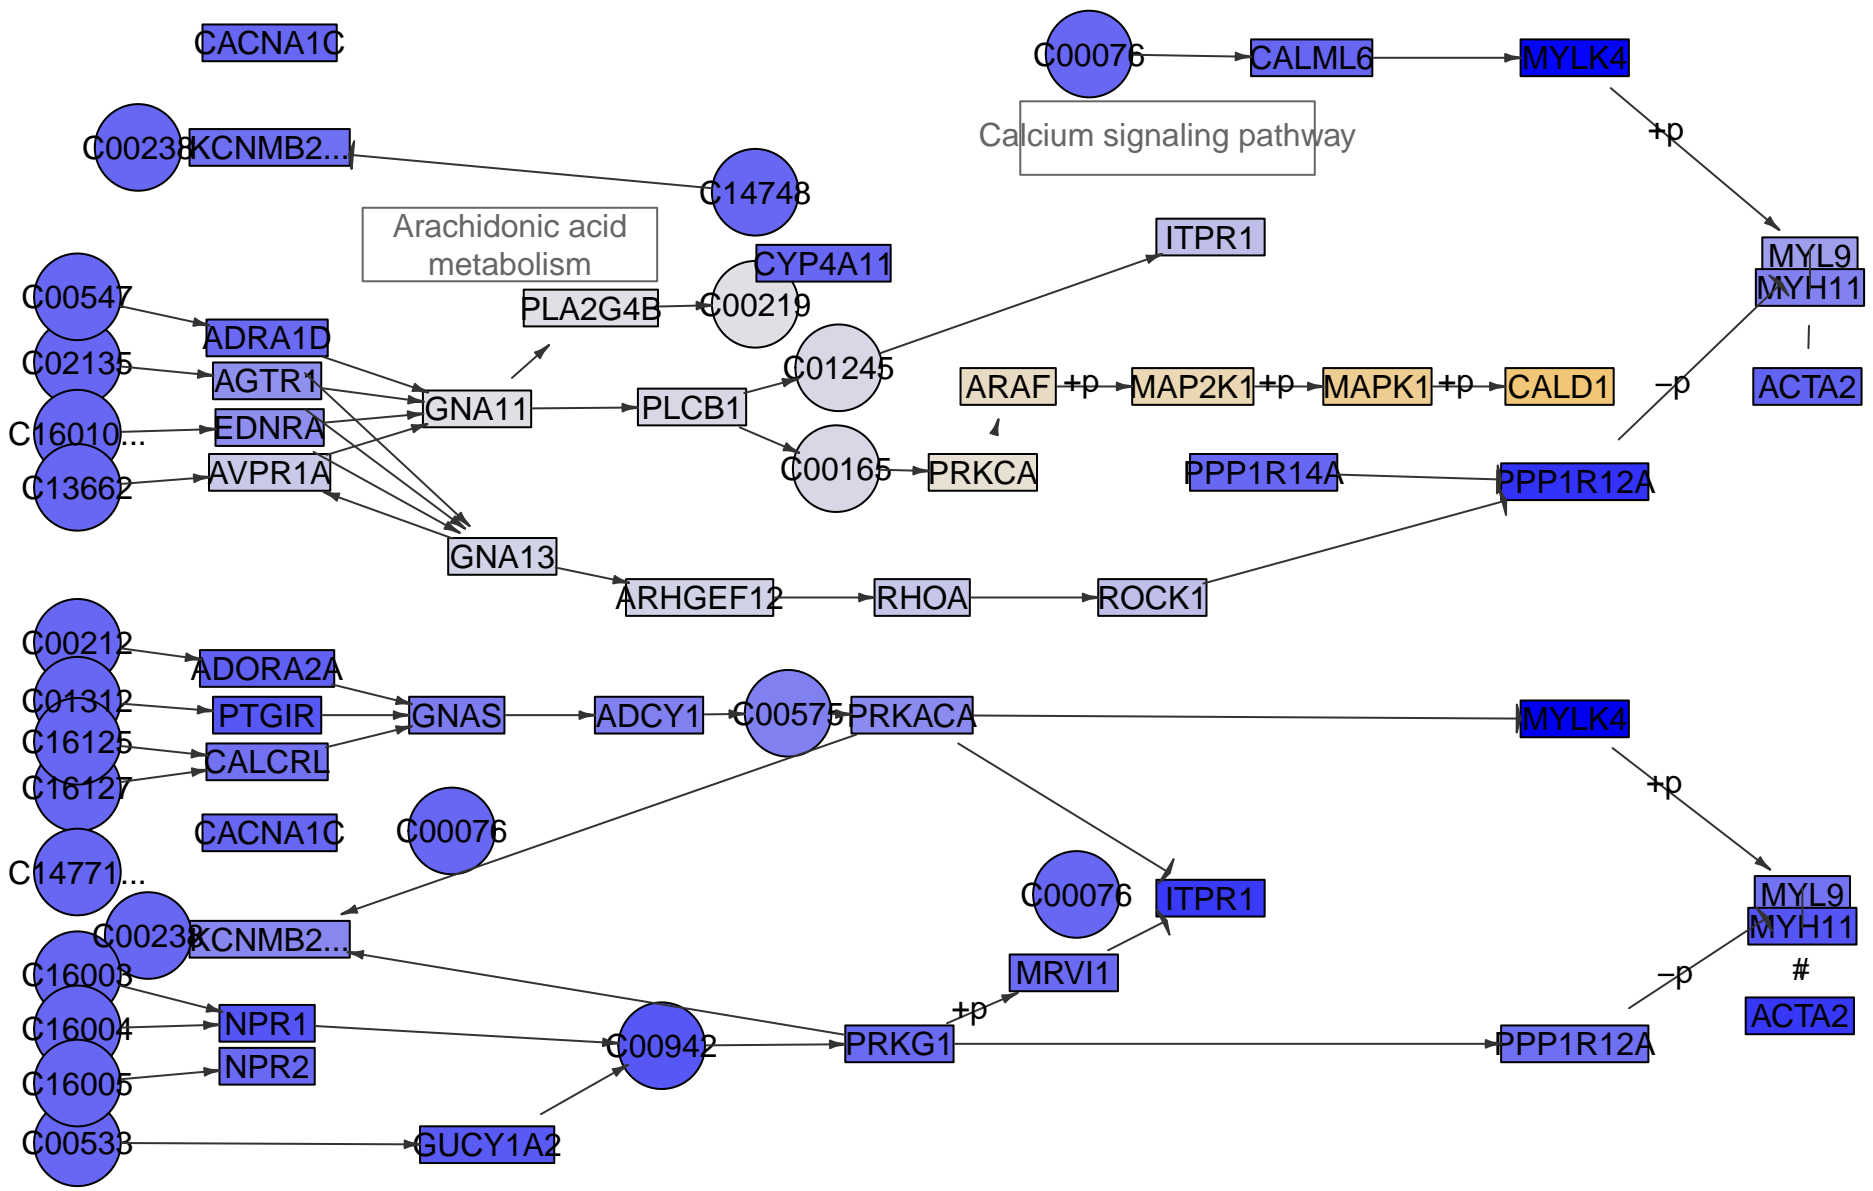 CACNA1C
C00076
CALML6
MYLK4
+p
C00238
KCNMB2...
Calcium signaling pathway
C14748
Arachidonic acid
metabolism
ITPR1
CYP4A11
MYL9
MYH11
C00547
PLA2G4B
C00219
ADRA1D
C02135
AGTR1
C01245
ARAF
+p
MAP2K1
+p
MAPK1
+p
CALD1
–p
ACTA2
GNA11
PLCB1
C16010...
EDNRA
C13662
AVPR1A
C00165
PRKCA
PPP1R14A
PPP1R12A
GNA13
ARHGEF12
RHOA
ROCK1
C00212
ADORA2A
C01312
PTGIR
GNAS
ADCY1
C00575
PRKACA
MYLK4
C16125
CALCRL
C16127
+p
CACNA1C
C00076
C14771...
C00076
ITPR1
MYL9
MYH11
C00238
KCNMB2...
C16003
MRVI1
–p
#
+p
C16004
NPR1
C00942
PRKG1
PPP1R12A
ACTA2
C16005
NPR2
C00533
GUCY1A2